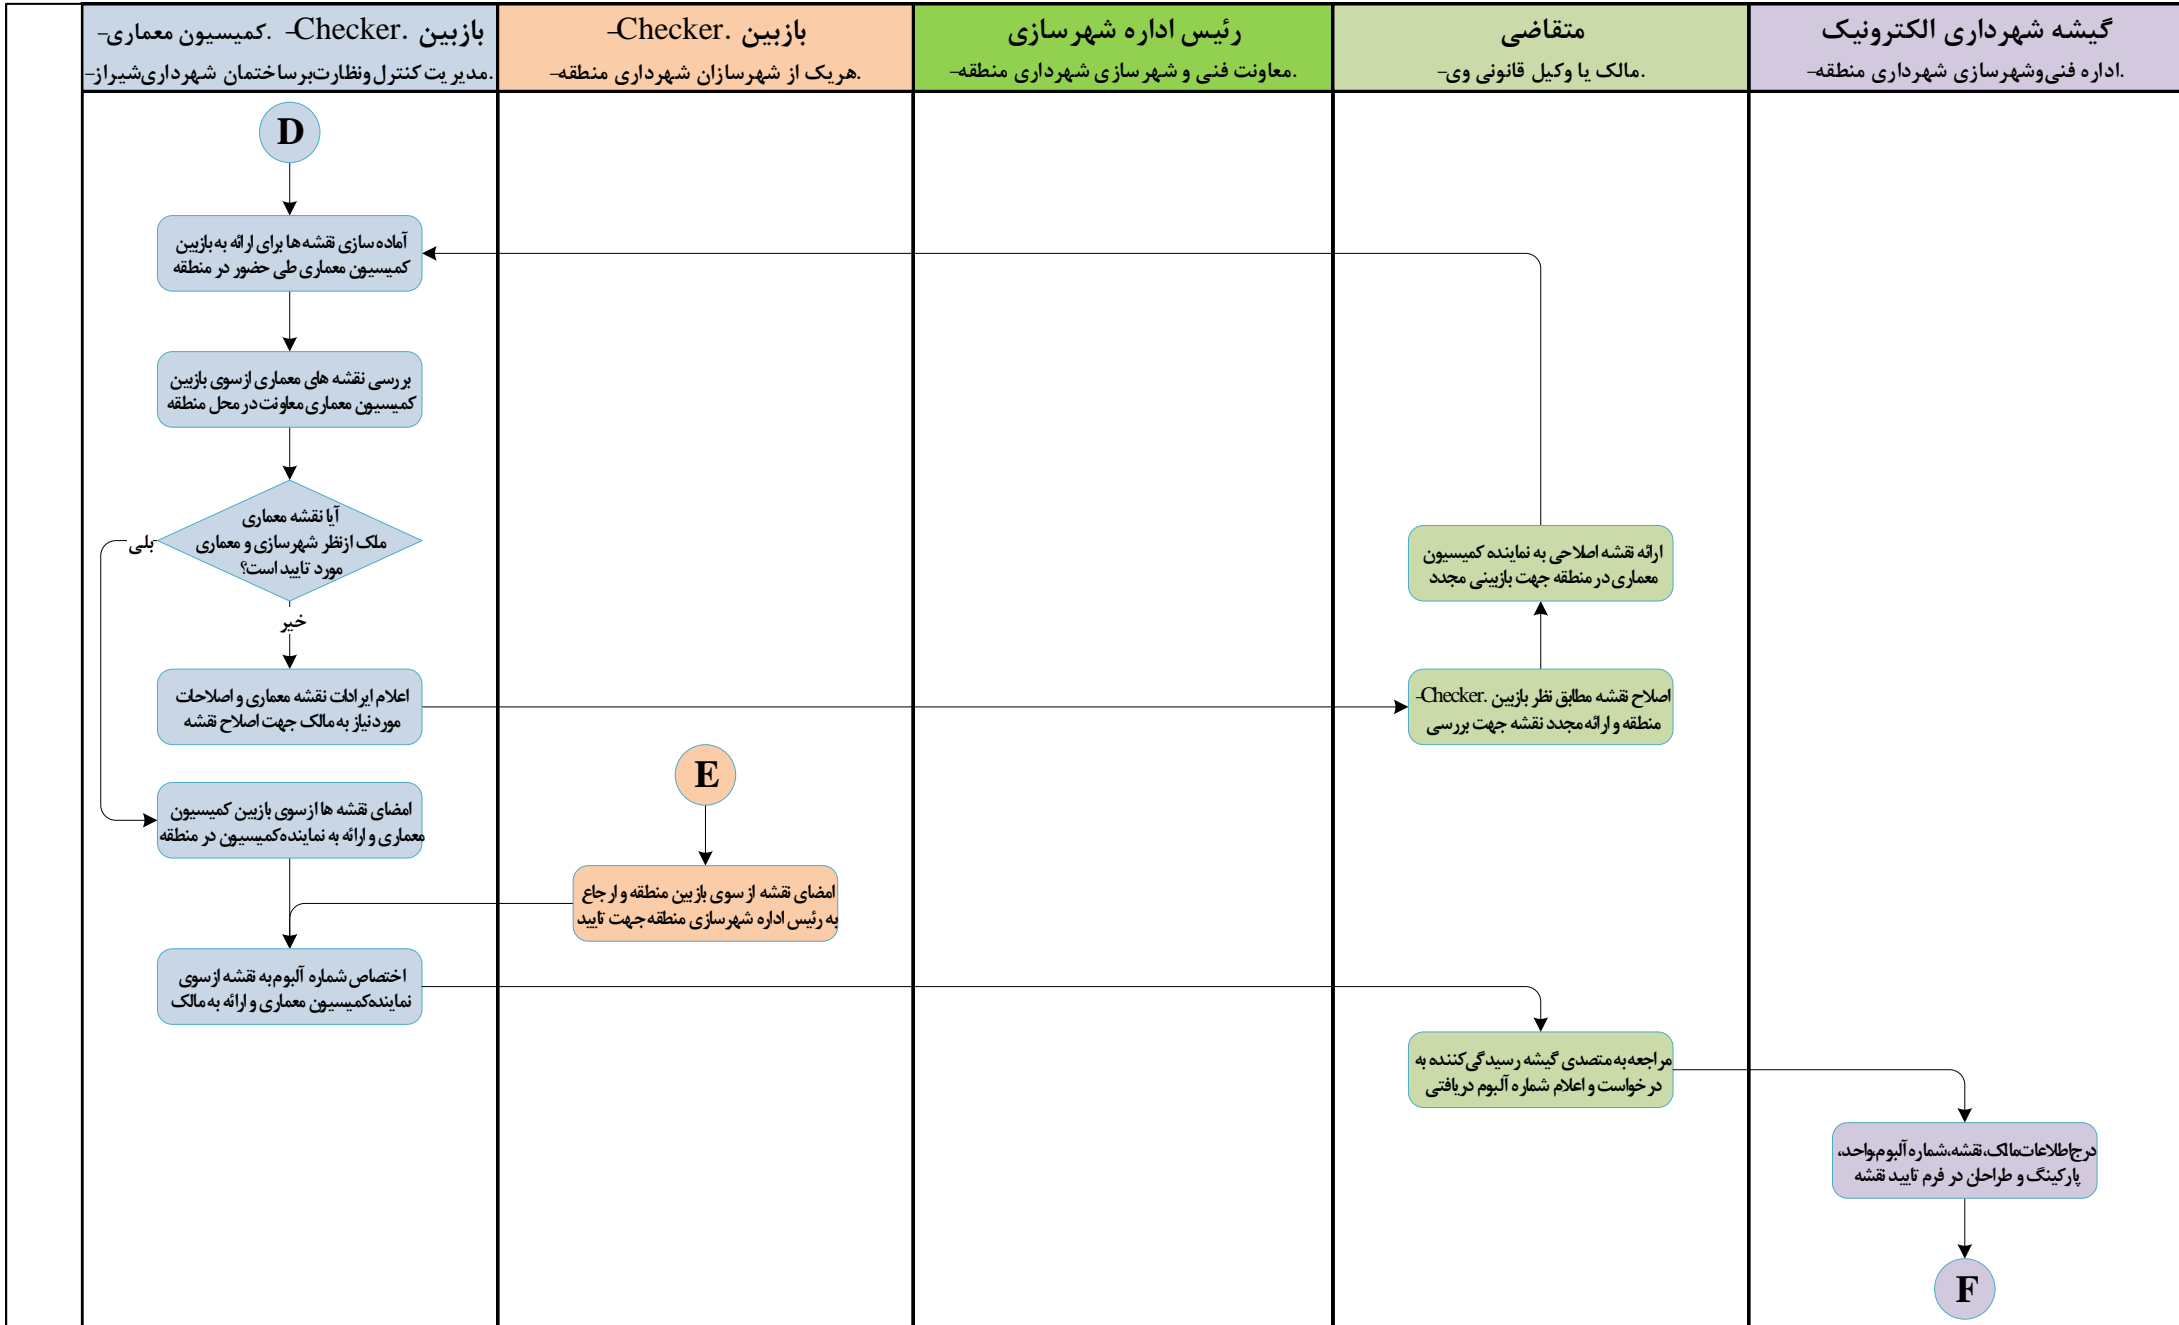 گیشه شهرداری الکترونیک
.اداره فنی‌وشهرسازی شهرداری منطقه-
متقاضی
.مالک یا وکیل قانونی وی-
رئیس اداره شهرسازی
.معاونت فنی و شهرسازی شهرداری منطقه-
بازبین .Checker-
.هریک از شهرسازان شهرداری منطقه-
بازبین .Checker- .کمیسیون معماری-
.مدیریت‌کنترل‌ونظارت‌برساختمان شهرداری‌شیراز-
D
آماده سازی نقشه ها برای ارائه به بازبین
کمیسیون معماری طی حضور در منطقه
بررسی نقشه های معماری ازسوی بازبین
کمیسیون معماری معاونت در محل منطقه
آیا نقشه معماری
ملک ازنظر شهرسازی و معماری
مورد تایید است؟
بلی
خیر
ارائه نقشه اصلاحی به نماینده کمیسیون
معماری در منطقه جهت بازبینی مجدد
اعلام ایرادات نقشه معماری و اصلاحات
موردنیاز به مالک جهت اصلاح نقشه
اصلاح نقشه مطابق نظر بازبین .Checker-
منطقه و ارائه مجدد نقشه جهت بررسی
E
امضای نقشه ها ازسوی بازبین کمیسیون
معماری و ارائه به نماینده‌کمیسیون در منطقه
امضای نقشه از سوی بازبین منطقه و ارجاع
به رئیس اداره شهرسازی منطقه جهت تایید
اختصاص شماره آلبوم به نقشه ازسوی
نماینده‌کمیسیون معماری و ارائه به مالک
مراجعه به متصدی گیشه رسیدگی‌کننده به
درخواست و اعلام شماره آلبوم دریافتی
درج‌اطلاعات‌مالک،نقشه،شماره‌آلبوم،واحد،
پارکینگ و طراحان در فرم تایید نقشه
F